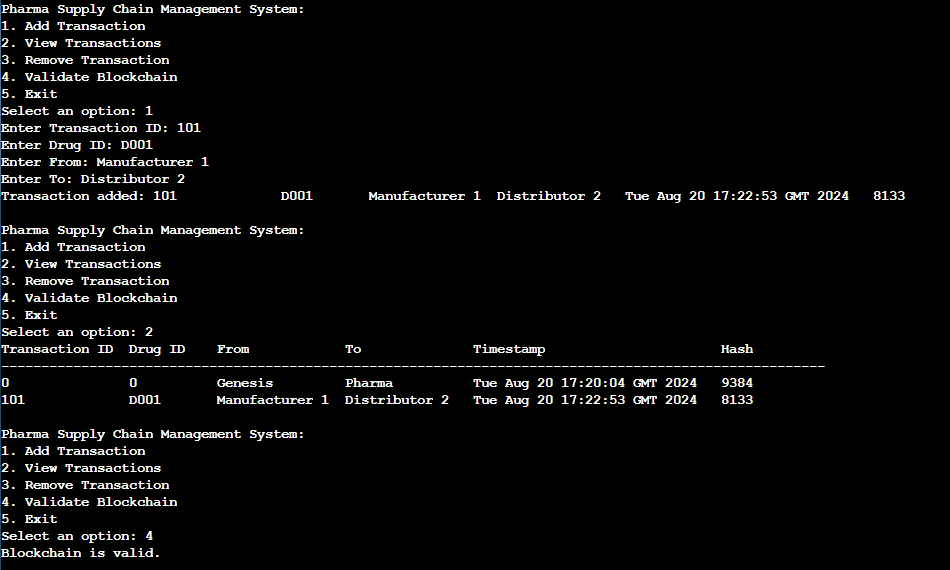 Pharma Supply Chain Management System:
1. Add Transaction
2. View Transactions
3. Remove Transaction
4. Validate Blockchain
5. Exit
Select an option: 1
Enter Transaction ID: 101
Enter Drug ID: D001
Enter From: Manufacturer 1
Enter To: Distributor 2
Transaction added: 101             D001       Manufacturer 1  Distributor 2   Tue Aug 20 17:22:53 GMT 2024   8133

Pharma Supply Chain Management System:
1. Add Transaction
2. View Transactions
3. Remove Transaction
4. Validate Blockchain
5. Exit
Select an option: 2
Transaction ID  Drug ID    From            To              Timestamp                      Hash
-------------------------------------------------------------------------------------------------------
0               0          Genesis         Pharma          Tue Aug 20 17:20:04 GMT 2024   9384
101             D001       Manufacturer 1  Distributor 2   Tue Aug 20 17:22:53 GMT 2024   8133

Pharma Supply Chain Management System:
1. Add Transaction
2. View Transactions
3. Remove Transaction
4. Validate Blockchain
5. Exit
Select an option: 4
Blockchain is valid.